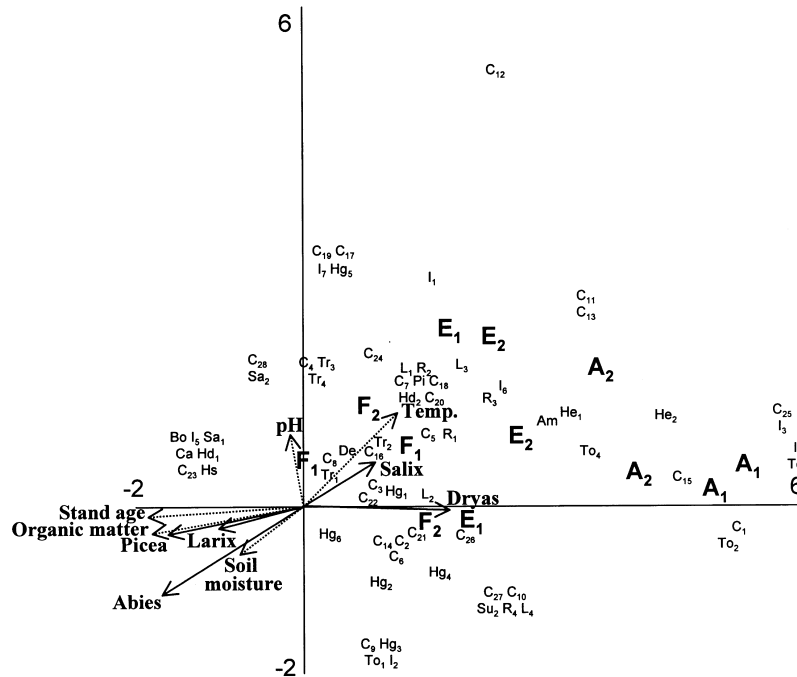 6
C₁₂
C₁₉ C₁₇
I₇ Hg₅
I₁
C₁₁
C₁₃
E₁
E₂
C₂₄
C₂₈
Sa₂
C₄ Tr₃
Tr₄
L₁ R₂
L₃
A₂
C₇ Pi C₁₈
I₆
Hd₂ C₂₀
R₃
F₂
Temp.
He₁
He₂
C₂₅
Am
I₃
pH
C₅ R₁
E₂
Bo I₅ Sa₁
Ca Hd₁
C₂₃ Hs
Tr₂
F₁
De
C₁₆
To₄
I
To
F₁
C₈
Tr₁
Salix
A₂
C₁₅
A₁
A₁
6
-2
C₃ Hg₁
C₂₂
L₂
Dryas
Stand age
Organic matter
Picea
Larix
F₂
E₁
C₂₆
C₁
To₂
Hg₆
C₂₁
C₁₄ C₂
C₆
Soil
moisture
Abies
Hg₂
Hg₄
C₂₇ C₁₀
Su₂ R₄ L₄
C₉ Hg₃
To₁ I₂
-2